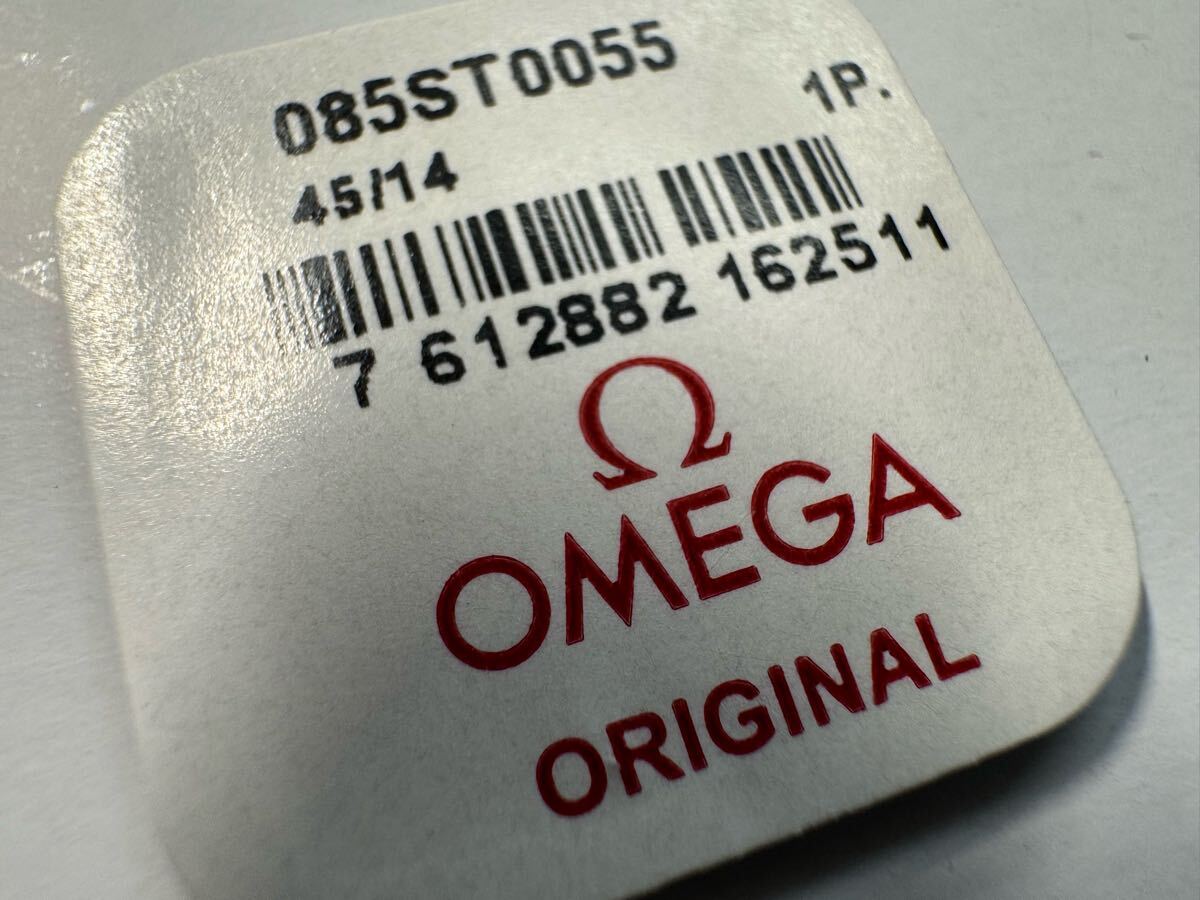 085ST0055
1P.
45/14
7 612882 162511
Ω
OMEGA
ORIGINAL